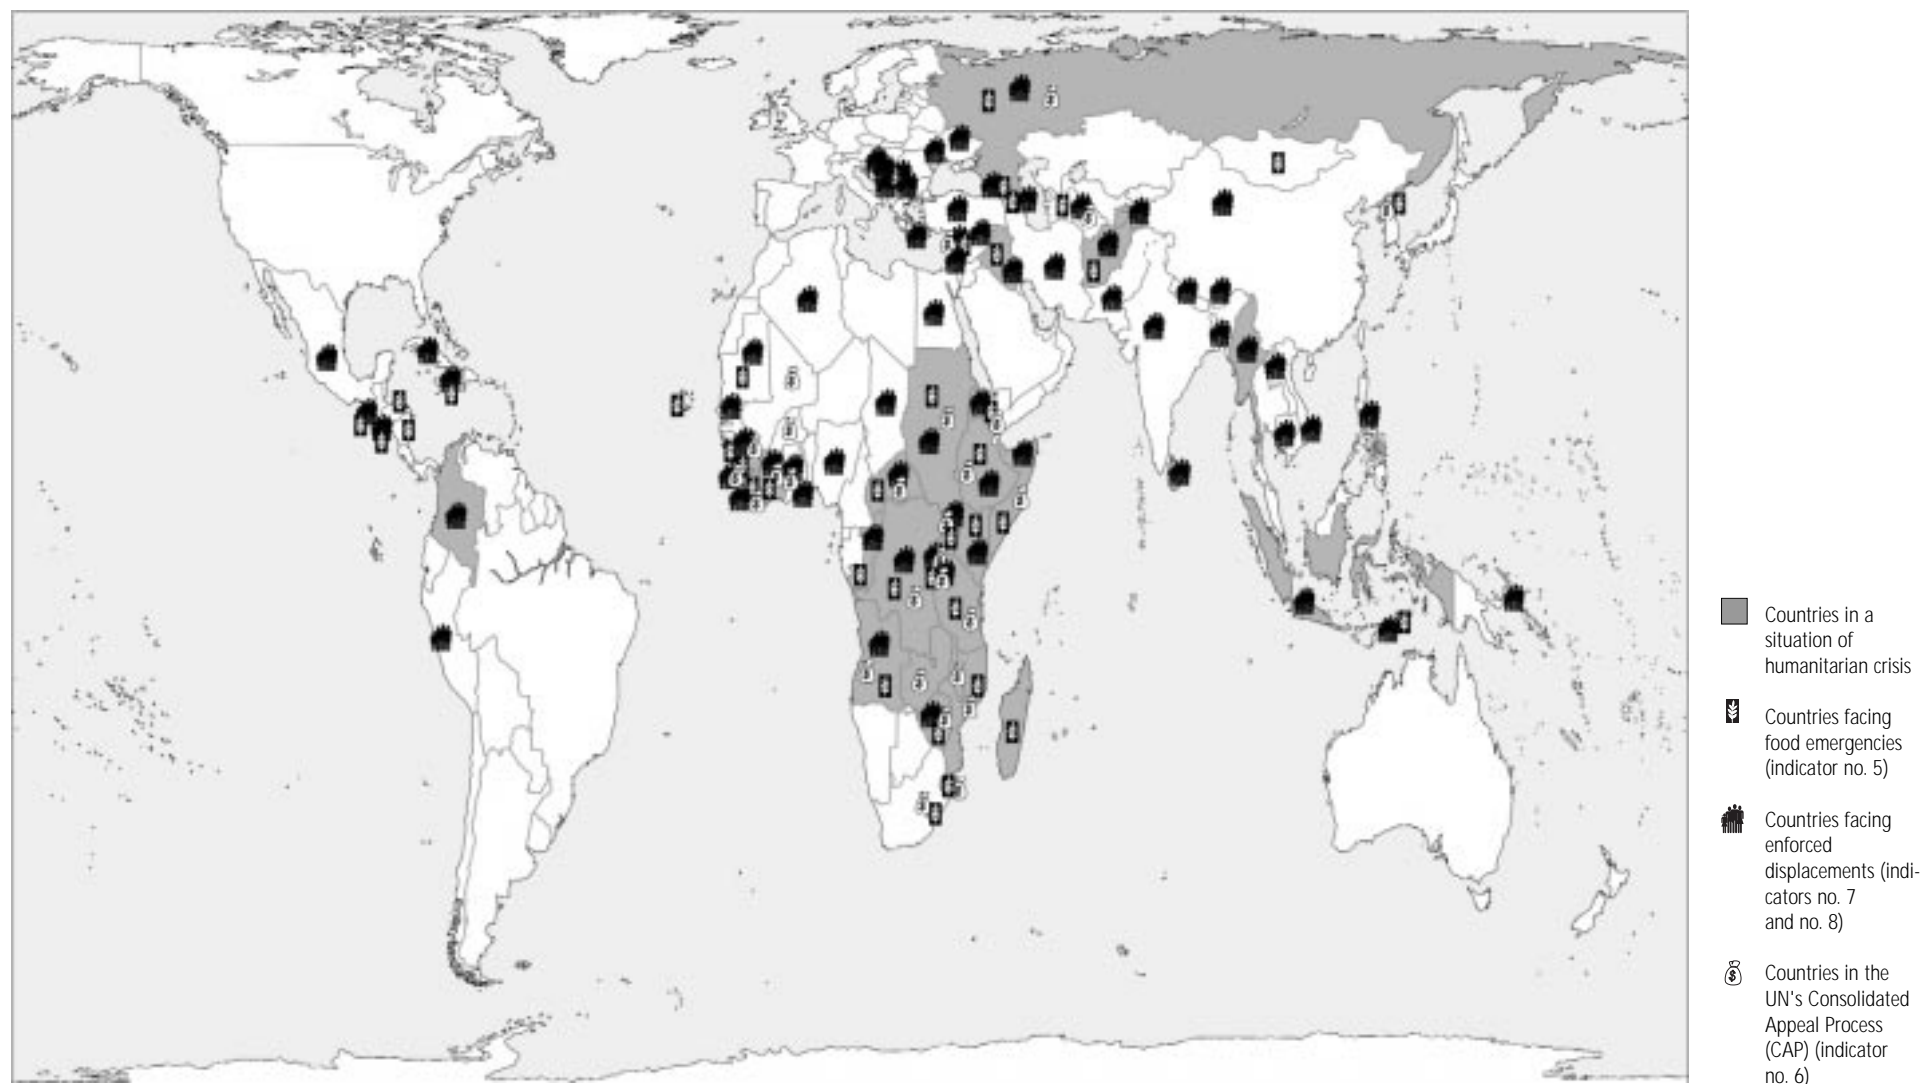 Countries in a
situation of
humanitarian crisis
Countries facing
food emergencies
(indicator no. 5)
Countries facing
enforced
displacements (indi-
cators no. 7
and no. 8)
Countries in the
UN's Consolidated
Appeal Process
(CAP) (indicator
no. 6)